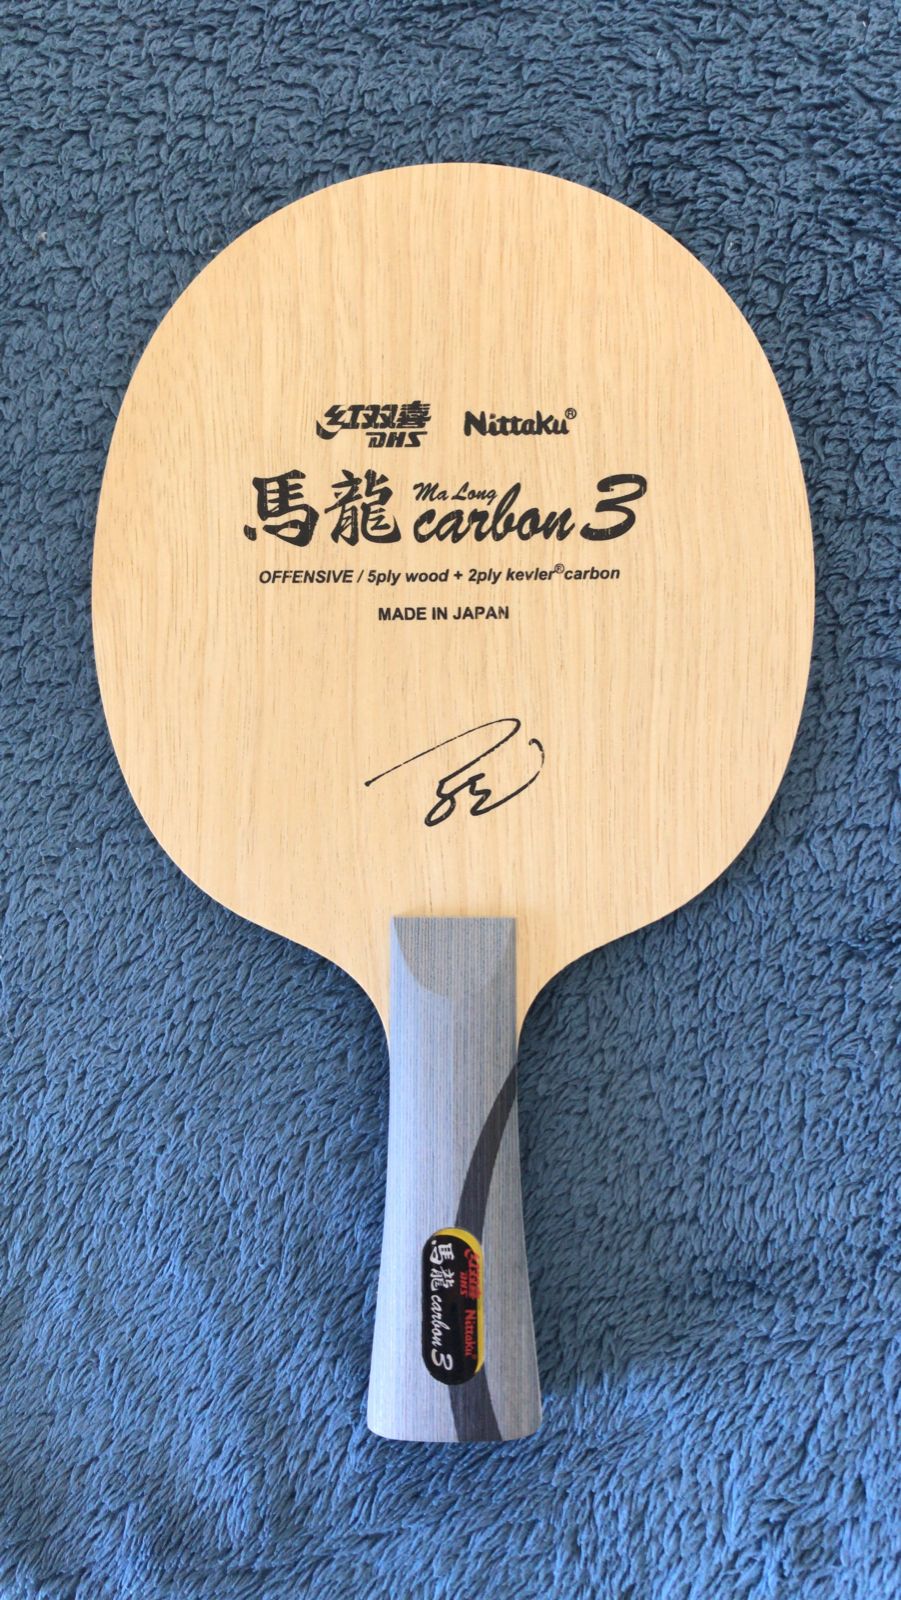 红双喜 Nittaku®
DHS
馬龍 Ma Long carbon 3
OFFENSIVE / 5ply wood + 2ply kevler® carbon
MADE IN JAPAN
红双喜 Nittaku®
DHS
馬龍 carbon 3